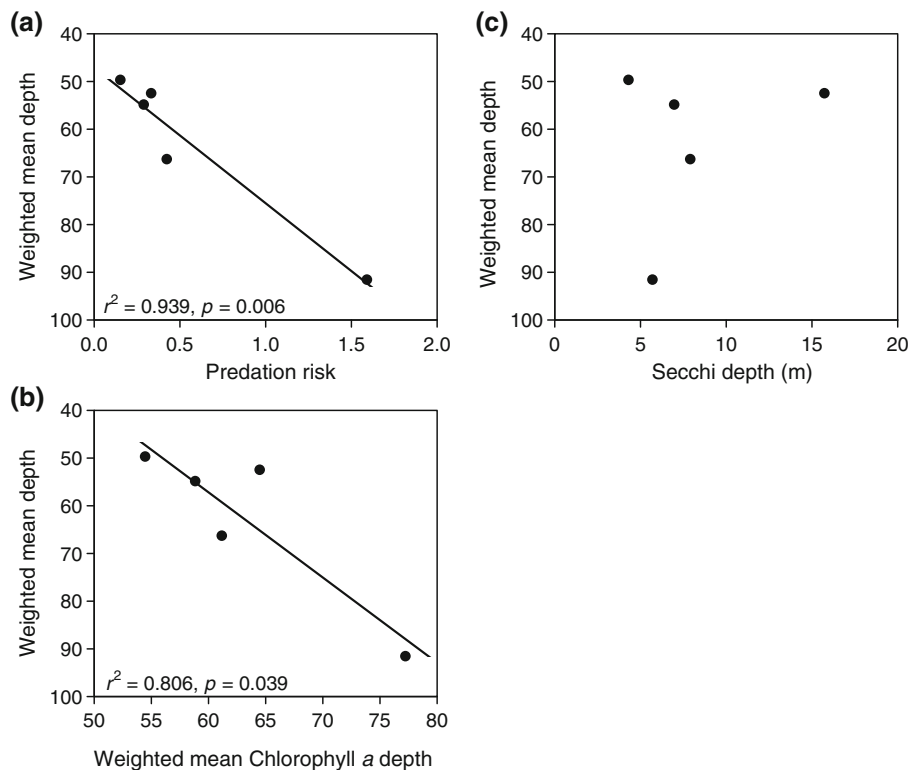 (a)
40
50
60
70
80
90
100
Weighted mean depth
r² = 0.939, p = 0.006
0.0 0.5 1.0 1.5 2.0
Predation risk
(c)
40
50
60
70
80
90
100
Weighted mean depth
0 5 10 15 20
Secchi depth (m)
(b)
40
50
60
70
80
90
100
Weighted mean depth
r² = 0.806, p = 0.039
50 55 60 65 70 75 80
Weighted mean Chlorophyll a depth